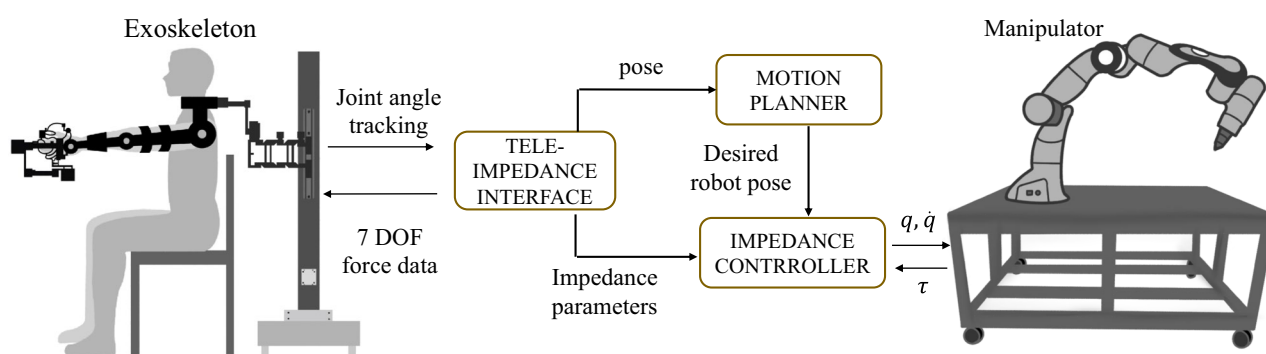 Exoskeleton
Joint angle
tracking
7 DOF
force data
TELE-
IMPEDANCE
INTERFACE
pose
MOTION
PLANNER
Desired
robot pose
Impedance
parameters
IMPEDANCE
CONTRROLLER
Manipulator
q, q̇
τ